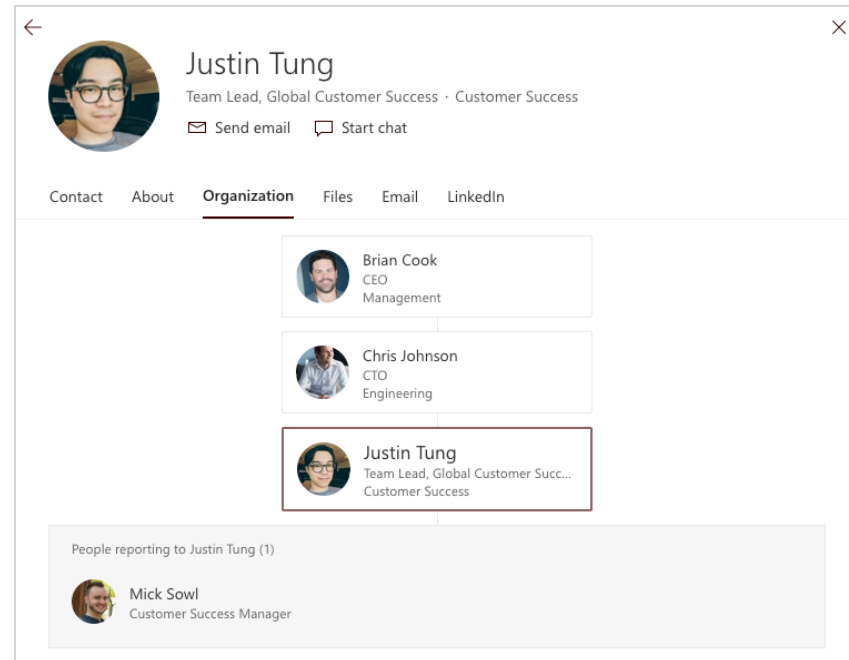 Justin Tung
Team Lead, Global Customer Success · Customer Success
Send email Start chat
Contact About Organization Files Email LinkedIn
Brian Cook
CEO
Management
Chris Johnson
CTO
Engineering
Justin Tung
Team Lead, Global Customer Succ...
Customer Success
People reporting to Justin Tung (1)
Mick Sowl
Customer Success Manager